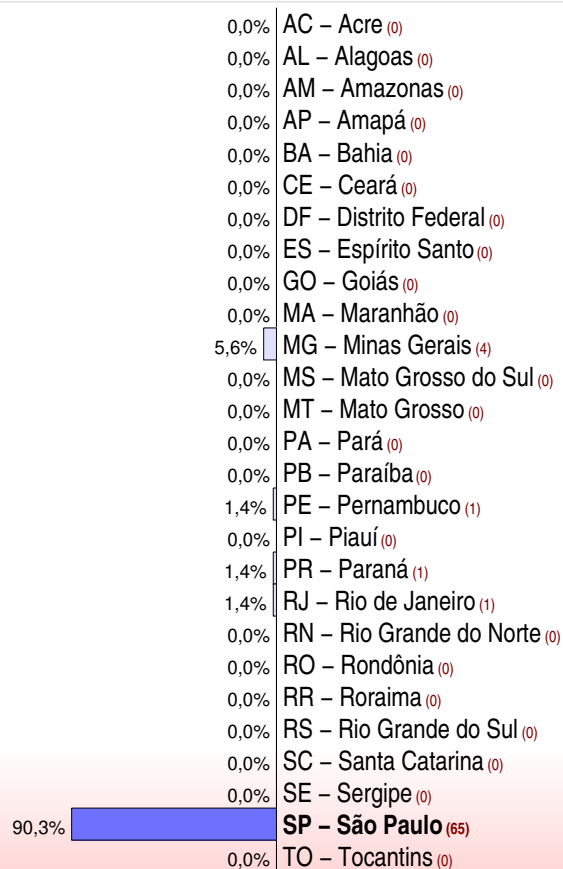 0,0% AC – Acre (0)
0,0% AL – Alagoas (0)
0,0% AM – Amazonas (0)
0,0% AP – Amapá (0)
0,0% BA – Bahia (0)
0,0% CE – Ceará (0)
0,0% DF – Distrito Federal (0)
0,0% ES – Espírito Santo (0)
0,0% GO – Goiás (0)
0,0% MA – Maranhão (0)
5,6% MG – Minas Gerais (4)
0,0% MS – Mato Grosso do Sul (0)
0,0% MT – Mato Grosso (0)
0,0% PA – Pará (0)
0,0% PB – Paraíba (0)
1,4% PE – Pernambuco (1)
0,0% PI – Piauí (0)
1,4% PR – Paraná (1)
1,4% RJ – Rio de Janeiro (1)
0,0% RN – Rio Grande do Norte (0)
0,0% RO – Rondônia (0)
0,0% RR – Roraima (0)
0,0% RS – Rio Grande do Sul (0)
0,0% SC – Santa Catarina (0)
0,0% SE – Sergipe (0)
90,3% SP – São Paulo (65)
0,0% TO – Tocantins (0)